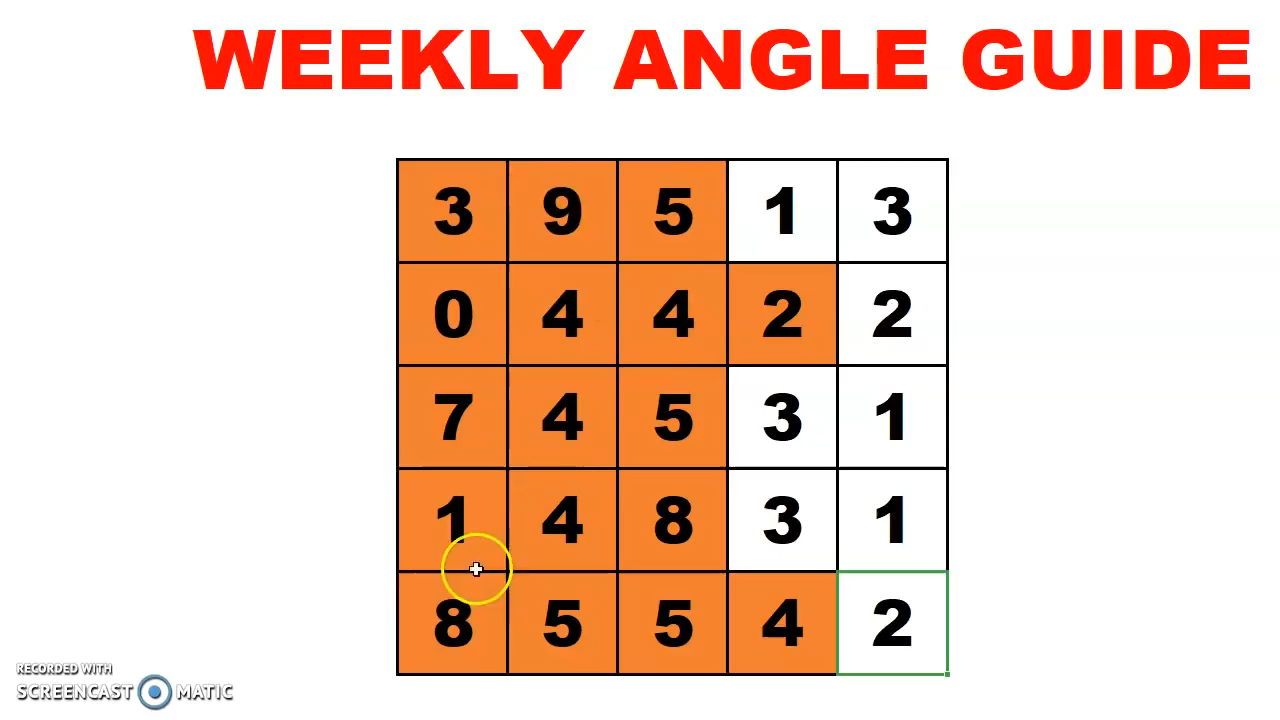 WEEKLY ANGLE GUIDE
3 9 5 1 3
0 4 4 2 2
7 4 5 3 1
1 4 8 3 1
8 5 5 4 2
RECORDED WITH
SCREENCAST MATIC